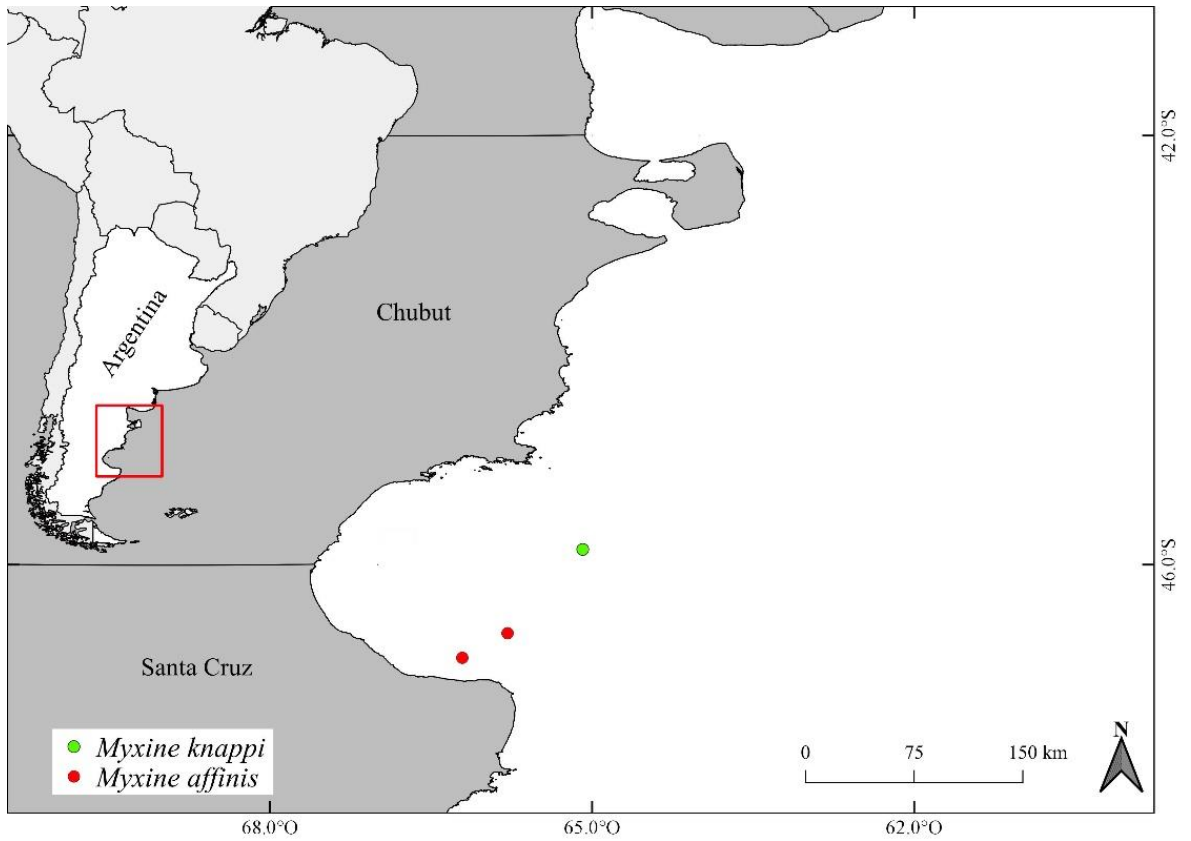 42.0°S
Argentina
Chubut
46.0°S
Santa Cruz
Myxine knappi
Myxine affinis
0 75 150 km
N
68.0°O 65.0°O 62.0°O